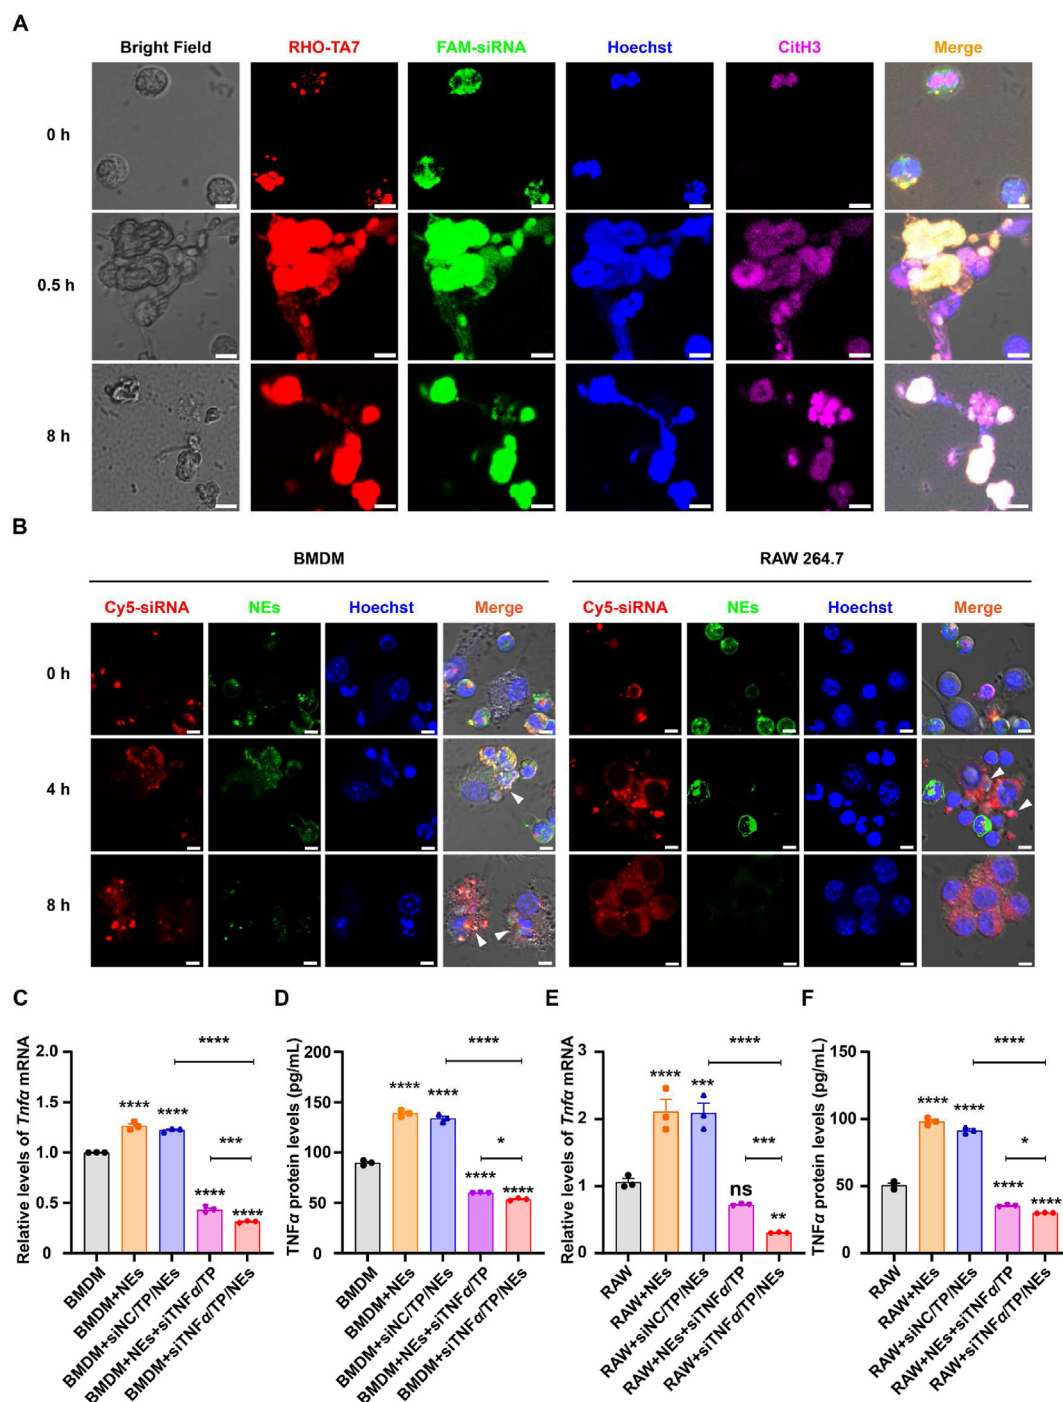 A
Bright Field RHO-TA7 FAM-siRNA Hoechst CitH3 Merge
0 h
0.5 h
8 h
B
BMDM RAW 264.7
Cy5-siRNA NEs Hoechst Merge Cy5-siRNA NEs Hoechst Merge
0 h
4 h
8 h
C
Relative levels of Tnfα mRNA
2.0
1.5
1.0
0.5
0
****
**** ****
***
****
****
BMDM
BMDM+NEs
BMDM+siNC/TP/NEs
BMDM+NEs+siTNFα/TP
BMDM+siTNFα/TP/NEs
D
TNFα protein levels (pg/mL)
200
150
100
50
0
****
**** ****
*
****
****
BMDM
BMDM+NEs
BMDM+siNC/TP/NEs
BMDM+NEs+siTNFα/TP
BMDM+siTNFα/TP/NEs
E
Relative levels of Tnfα mRNA
3
2
1
0
****
**** ***
***
ns
**
RAW
RAW+NEs
RAW+siNC/TP/NEs
RAW+NEs+siTNFα/TP
RAW+siTNFα/TP/NEs
F
TNFα protein levels (pg/mL)
150
100
50
0
****
**** ****
*
****
****
RAW
RAW+NEs
RAW+siNC/TP/NEs
RAW+NEs+siTNFα/TP
RAW+siTNFα/TP/NEs